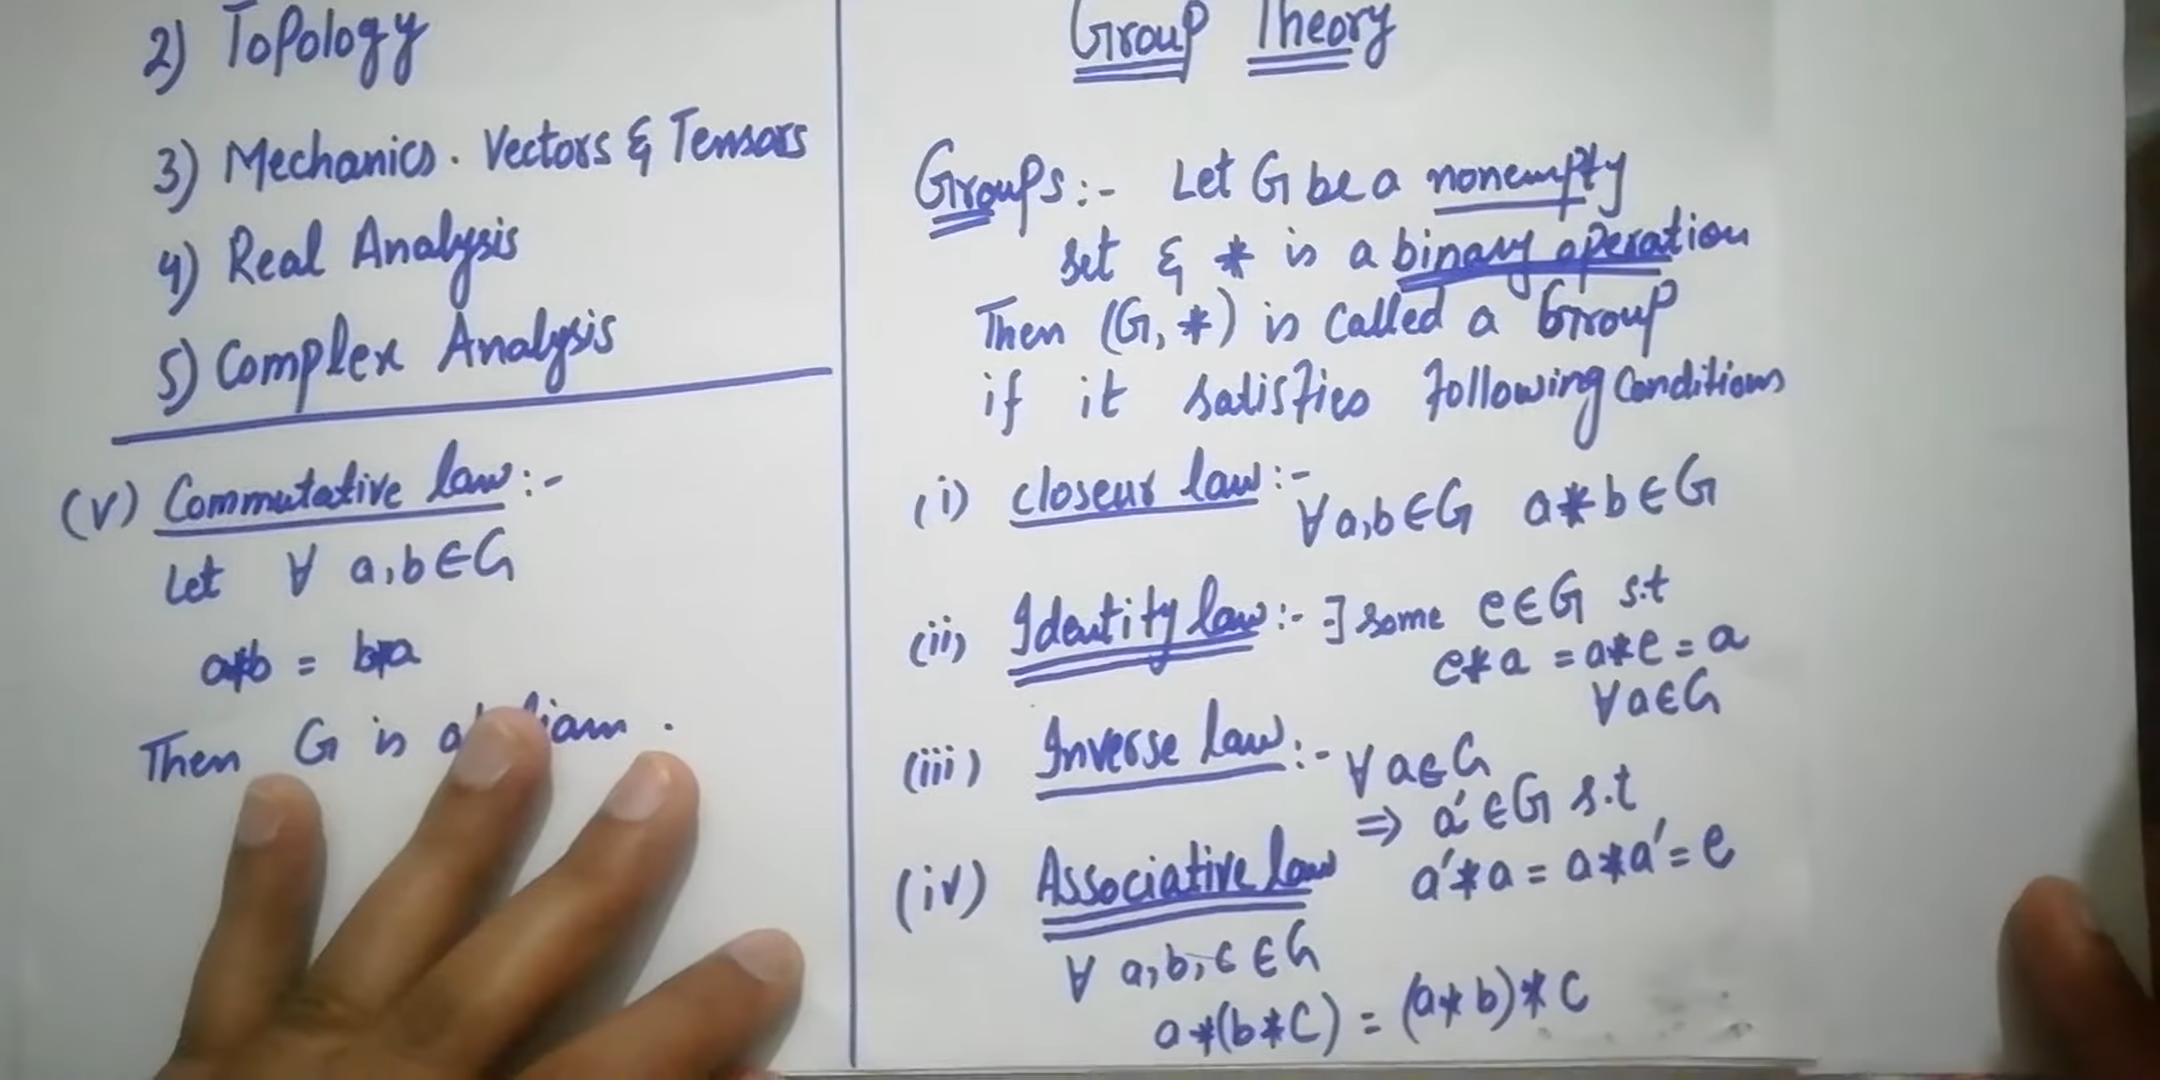 2) Topology
3) Mechanics. Vectors & Tensors
4) Real Analysis
5) Complex Analysis
(v) Commutative law:-
Let ∀ a,b∈G
a*b = b*a
Then G is .
Group Theory
Groups:- Let G be a nonempty
set & * is a binary operation
Then (G, *) is called a Group
if it satisfies following conditions
(i) closeur law:- ∀ a,b∈G a*b∈G
(ii) Identity law:- ∃ some e∈G s.t
e*a = a*e = a
∀a∈G
(iii) Inverse law:- ∀ a∈G
⇒ a'∈G s.t
a'*a = a*a' = e
(iv) Associative law
∀ a,b,c ∈G
a*(b*c) = (a*b)*c